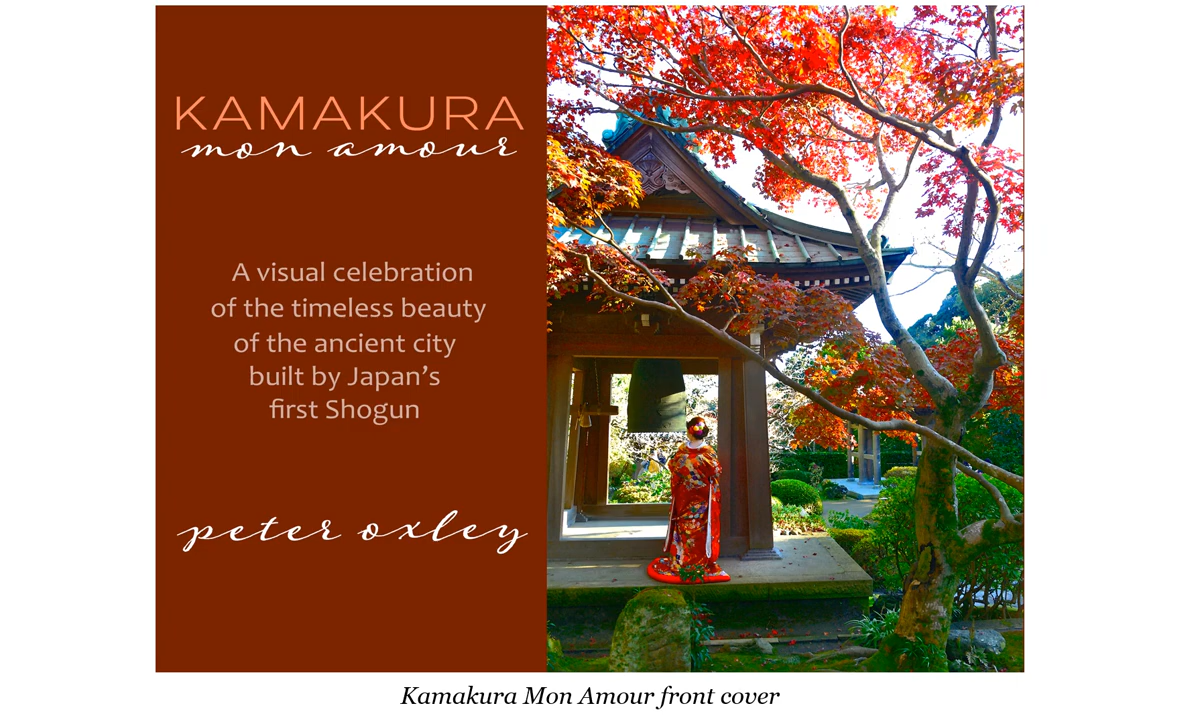 KAMAKURA
mon amour
A visual celebration
of the timeless beauty
of the ancient city
built by Japan’s
first Shogun
peter oxley
Kamakura Mon Amour front cover